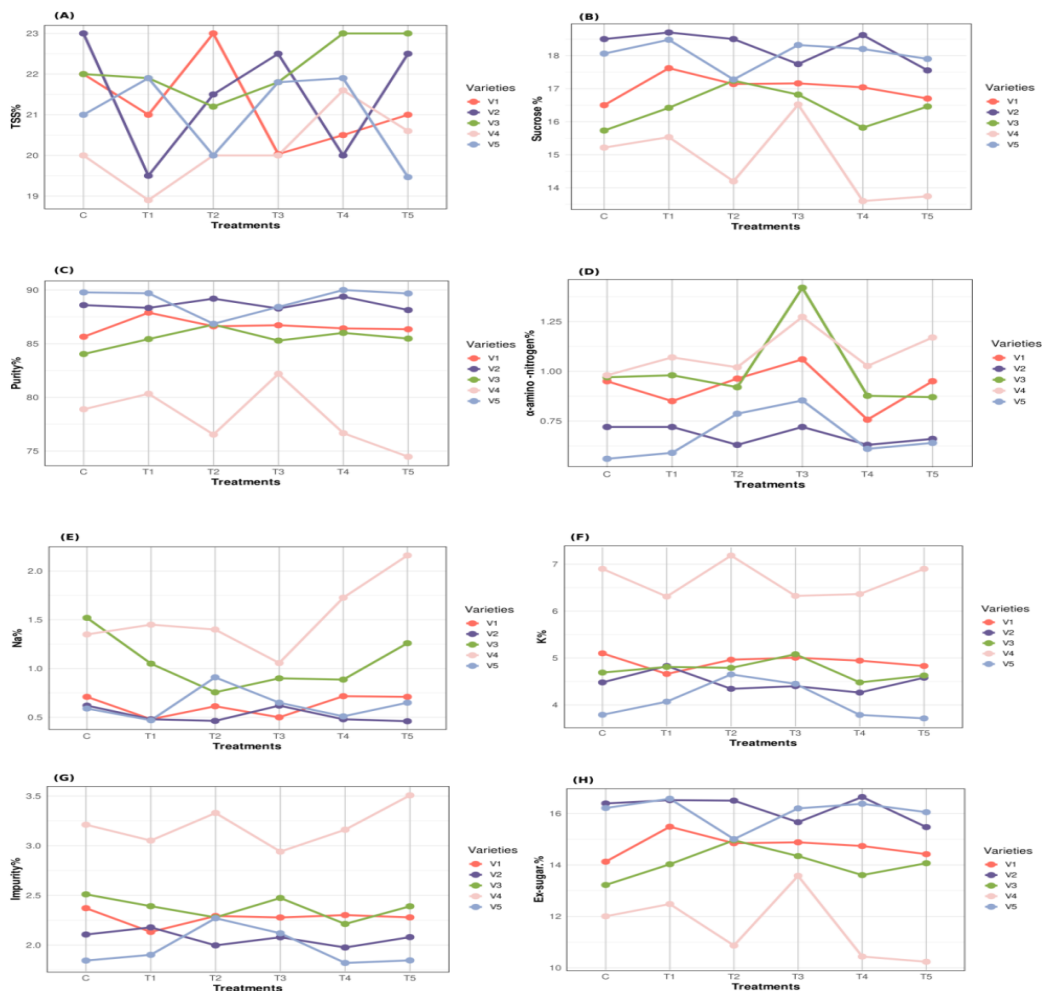 (A)
TSS%
23
22
21
20
19
C T1 T2 T3 T4 T5
Treatments
Varieties
V1
V2
V3
V4
V5
(B)
Sucrose %
18
17
16
15
14
C T1 T2 T3 T4 T5
Treatments
Varieties
V1
V2
V3
V4
V5
(C)
Purity%
90
85
80
75
C T1 T2 T3 T4 T5
Treatments
Varieties
V1
V2
V3
V4
V5
(D)
α-amino -nitrogen%
1.25
1.00
0.75
C T1 T2 T3 T4 T5
Treatments
Varieties
V1
V2
V3
V4
V5
(E)
Na%
2.0
1.5
1.0
0.5
C T1 T2 T3 T4 T5
Treatments
Varieties
V1
V2
V3
V4
V5
(F)
K%
7
6
5
4
C T1 T2 T3 T4 T5
Treatments
Varieties
V1
V2
V3
V4
V5
(G)
Impurity%
3.5
3.0
2.5
2.0
C T1 T2 T3 T4 T5
Treatments
Varieties
V1
V2
V3
V4
V5
(H)
Ex-sugar.%
16
14
12
10
C T1 T2 T3 T4 T5
Treatments
Varieties
V1
V2
V3
V4
V5